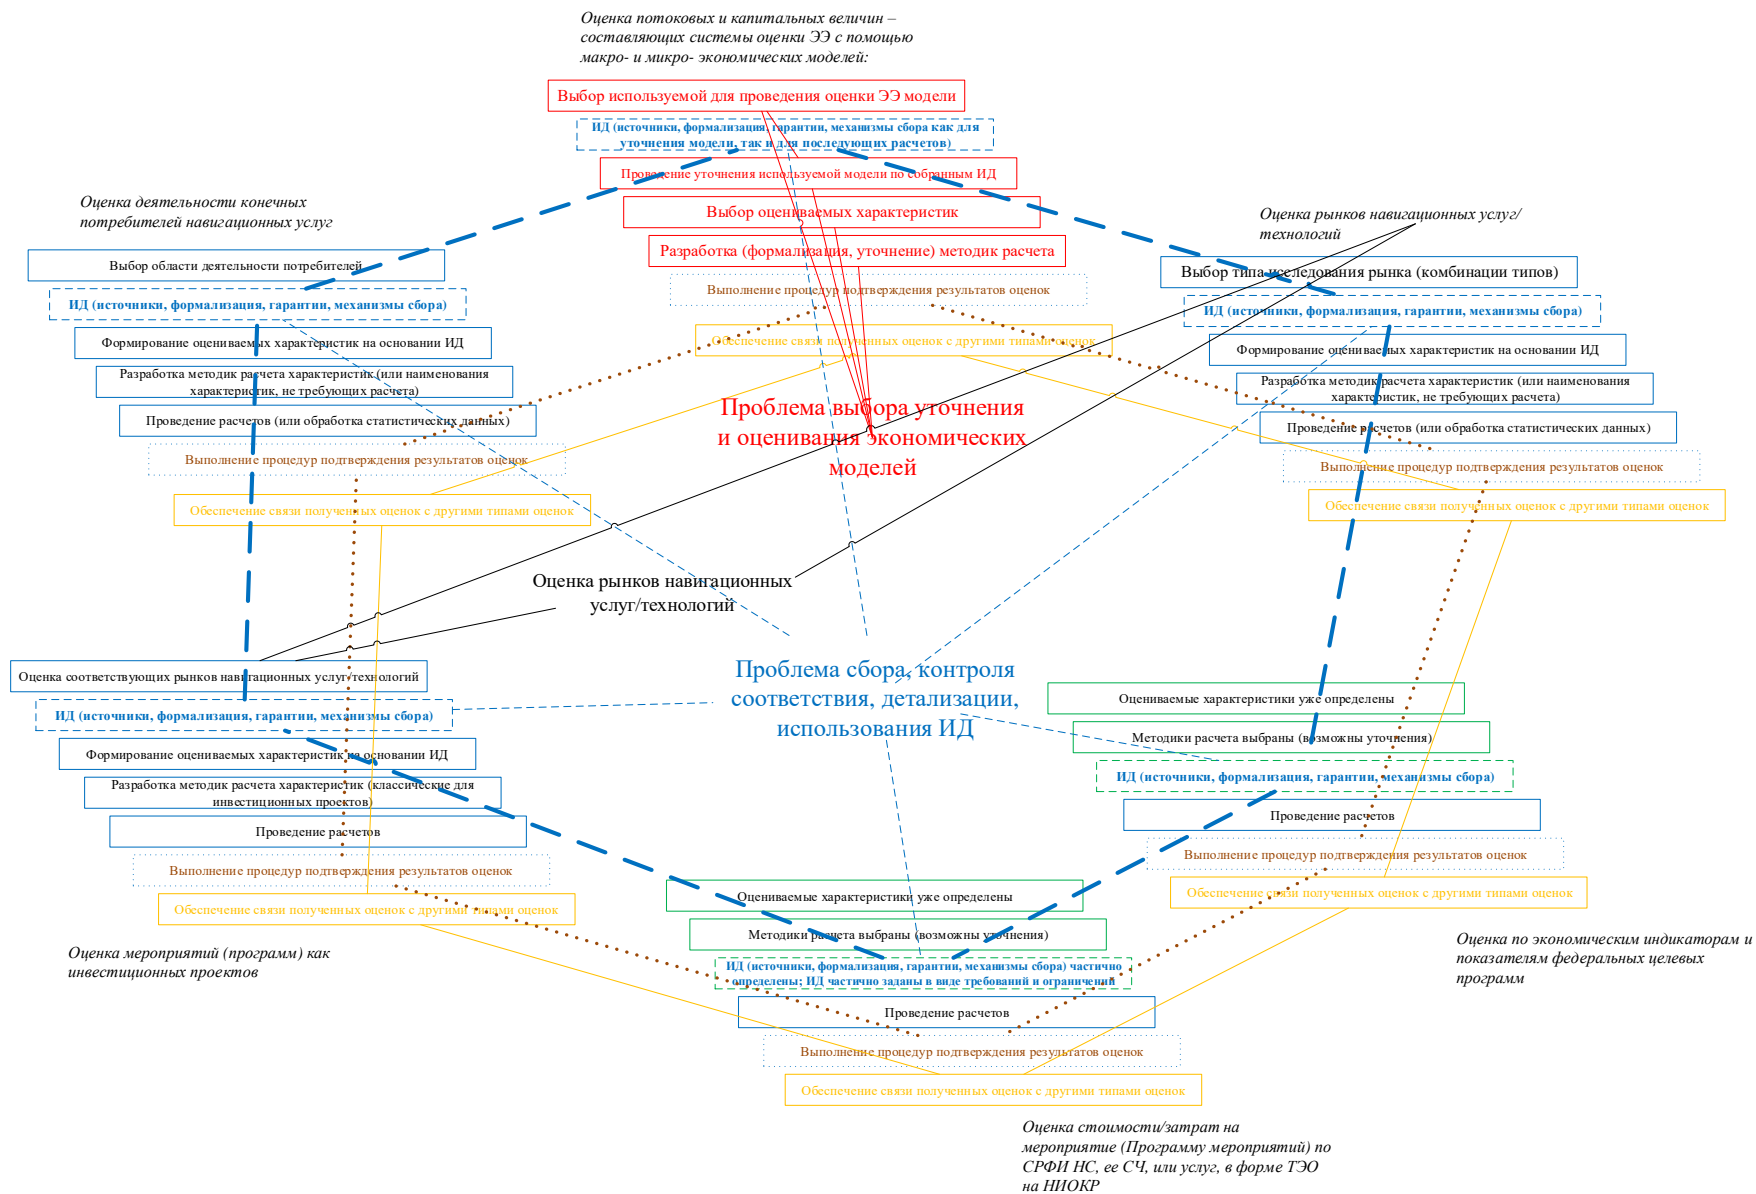 Оценка потоковых и капитальных величин –
составляющих системы оценки ЭЭ с помощью
макро- и микро- экономических моделей:
Выбор используемой для проведения оценки ЭЭ модели
ИД (источники, формализация, гарантии, механизмы сбора как для
уточнения модели, так и для последующих расчетов)
Проведение уточнения используемой модели по собранным ИД
Выбор оцениваемых характеристик
Разработка (формализация, уточнение) методик расчета
Выполнение процедур подтверждения результатов оценок
Обеспечение связи полученных оценок с другими типами оценок
Оценка деятельности конечных
потребителей навигационных услуг
Выбор области деятельности потребителей
ИД (источники, формализация, гарантии, механизмы сбора)
Формирование оцениваемых характеристик на основании ИД
Разработка методик расчета характеристик (или наименования
характеристик, не требующих расчета)
Проведение расчетов (или обработка статистических данных)
Выполнение процедур подтверждения результатов оценок
Обеспечение связи полученных оценок с другими типами оценок
Оценка рынков навигационных услуг/
технологий
Выбор типа исследования рынка (комбинации типов)
ИД (источники, формализация, гарантии, механизмы сбора)
Формирование оцениваемых характеристик на основании ИД
Разработка методик расчета характеристик (или наименования
характеристик, не требующих расчета)
Проведение расчетов (или обработка статистических данных)
Выполнение процедур подтверждения результатов оценок
Обеспечение связи полученных оценок с другими типами оценок
Проблема выбора уточнения
и оценивания экономических
моделей
Оценка рынков навигационных
услуг/технологий
Проблема сбора, контроля
соответствия, детализации,
использования ИД
Оценка соответствующих рынков навигационных услуг/технологий
ИД (источники, формализация, гарантии, механизмы сбора)
Формирование оцениваемых характеристик на основании ИД
Разработка методик расчета характеристик (классические для
инвестиционных проектов)
Проведение расчетов
Выполнение процедур подтверждения результатов оценок
Обеспечение связи полученных оценок с другими типами оценок
Оценка мероприятий (программ) как
инвестиционных проектов
Оцениваемые характеристики уже определены
Методики расчета выбраны (возможны уточнения)
ИД (источники, формализация, гарантии, механизмы сбора)
Проведение расчетов
Выполнение процедур подтверждения результатов оценок
Обеспечение связи полученных оценок с другими типами оценок
Оценка по экономическим индикаторам и
показателям федеральных целевых
программ
Оцениваемые характеристики уже определены
Методики расчета выбраны (возможны уточнения)
ИД (источники, формализация, гарантии, механизмы сбора) частично
определены; ИД частично заданы в виде требований и ограничений
Проведение расчетов
Выполнение процедур подтверждения результатов оценок
Обеспечение связи полученных оценок с другими типами оценок
Оценка стоимости/затрат на
мероприятие (Программу мероприятий) по
СРФИ НС, ее СЧ, или услуг, в форме ТЭО
на НИОКР